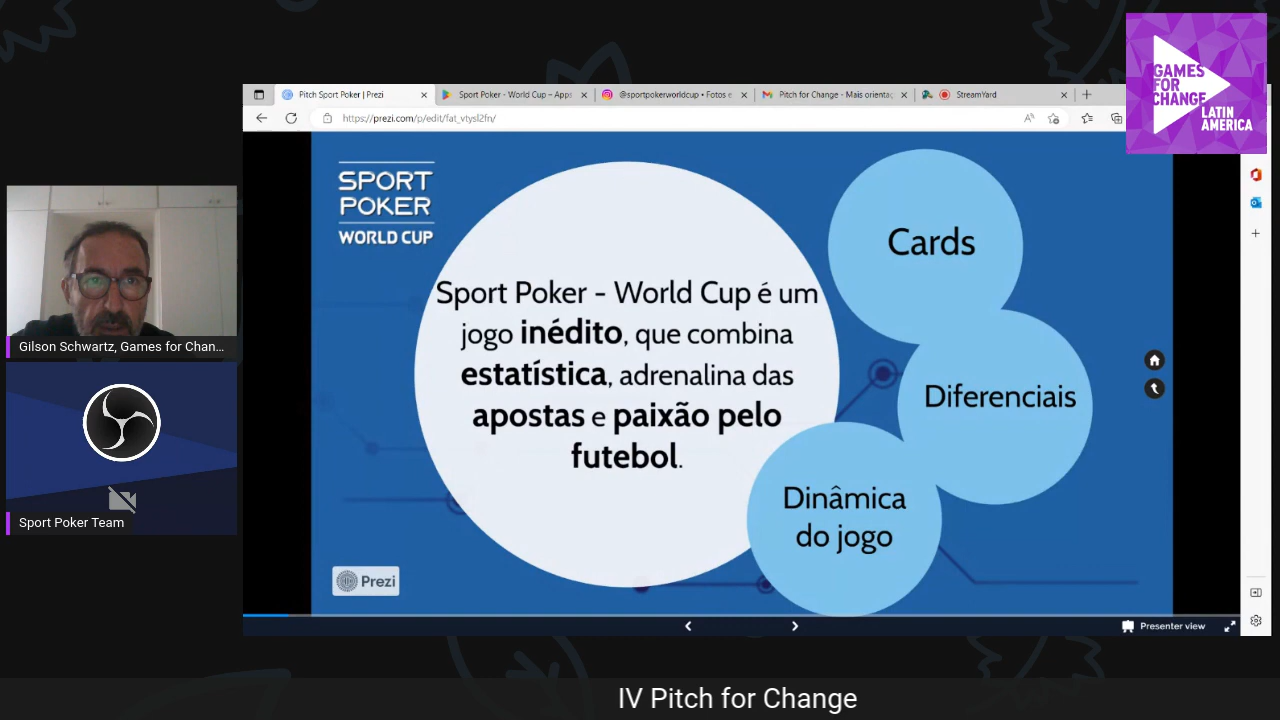 GAMES
FOR
CHANGE
LATIN
AMERICA
Pitch Sport Poker | Prezi
Sport Poker - World Cup – Apps
@sportpokerworldcup • Fotos e
Pitch for Change - Mais orientaç
StreamYard
https://prezi.com/p/edit/fat_vtysl2fn/
SPORT
POKER
WORLD CUP
Sport Poker - World Cup é um
jogo inédito, que combina
estatística, adrenalina das
apostas e paixão pelo
futebol.
Cards
Diferenciais
Dinâmica
do jogo
Prezi
Presenter view
Gilson Schwartz, Games for Chan...
Sport Poker Team
IV Pitch for Change